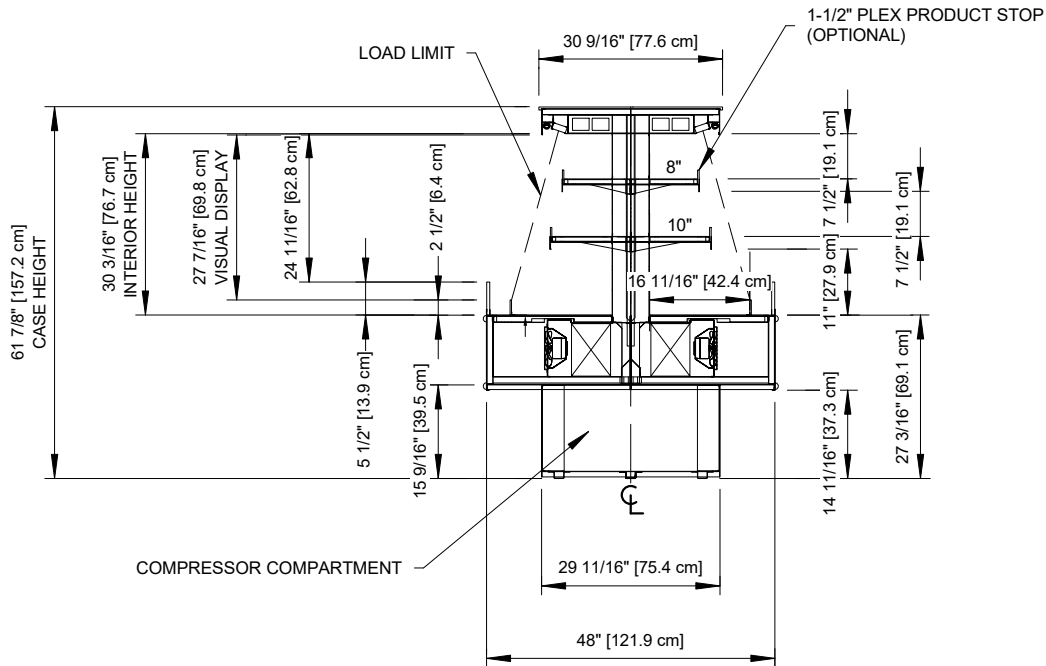 1-1/2" PLEX PRODUCT STOP
(OPTIONAL)
30 9/16" [77.6 cm]
LOAD LIMIT
8"
10"
16 11/16" [42.4 cm]
61 7/8" [157.2 cm]
CASE HEIGHT
30 3/16" [76.7 cm]
INTERIOR HEIGHT
27 7/16" [69.8 cm]
VISUAL DISPLAY
24 11/16" [62.8 cm]
2 1/2" [6.4 cm]
5 1/2" [13.9 cm]
15 9/16" [39.5 cm]
7 1/2" [19.1 cm]
7 1/2" [19.1 cm]
11" [27.9 cm]
27 3/16" [69.1 cm]
14 11/16" [37.3 cm]
CL
COMPRESSOR COMPARTMENT
29 11/16" [75.4 cm]
48" [121.9 cm]